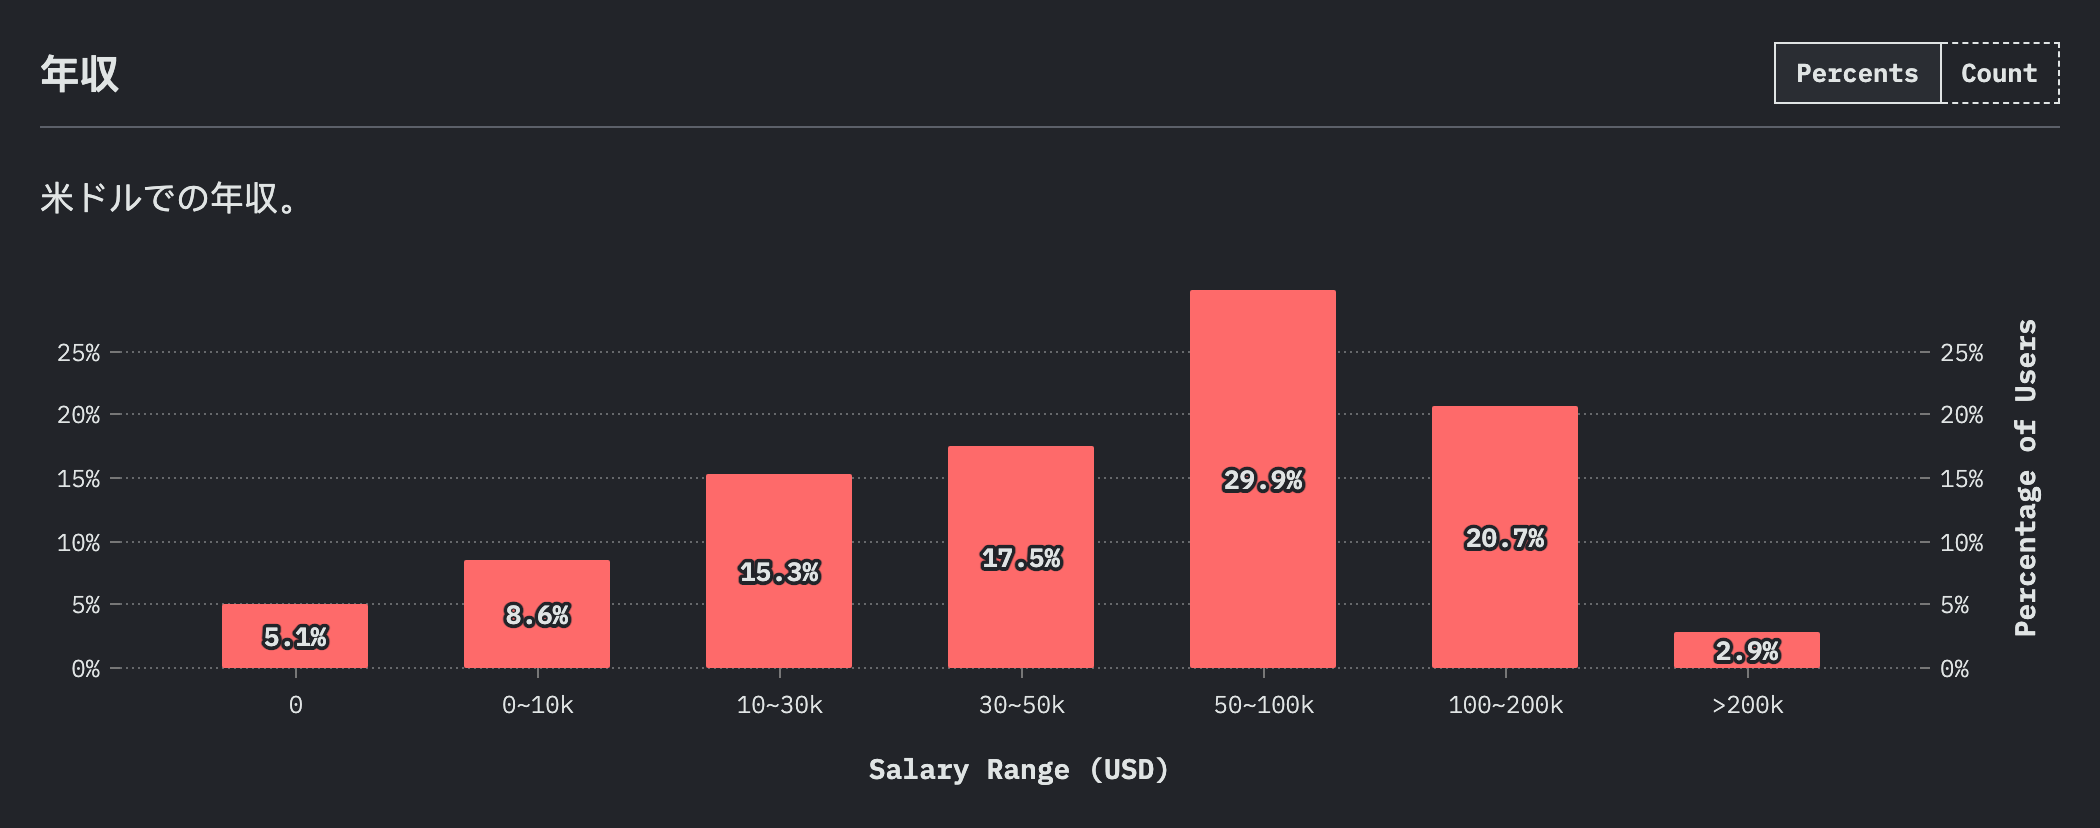 年収
Percents Count
米ドルでの年収。
25% 25%
20% 20%
15% 15%
10% 10%
5% 5%
0% 0%
5.1% 8.6% 15.3% 17.5% 29.9% 20.7% 2.9%
0 0~10k 10~30k 30~50k 50~100k 100~200k >200k
Salary Range (USD)
Percentage of Users